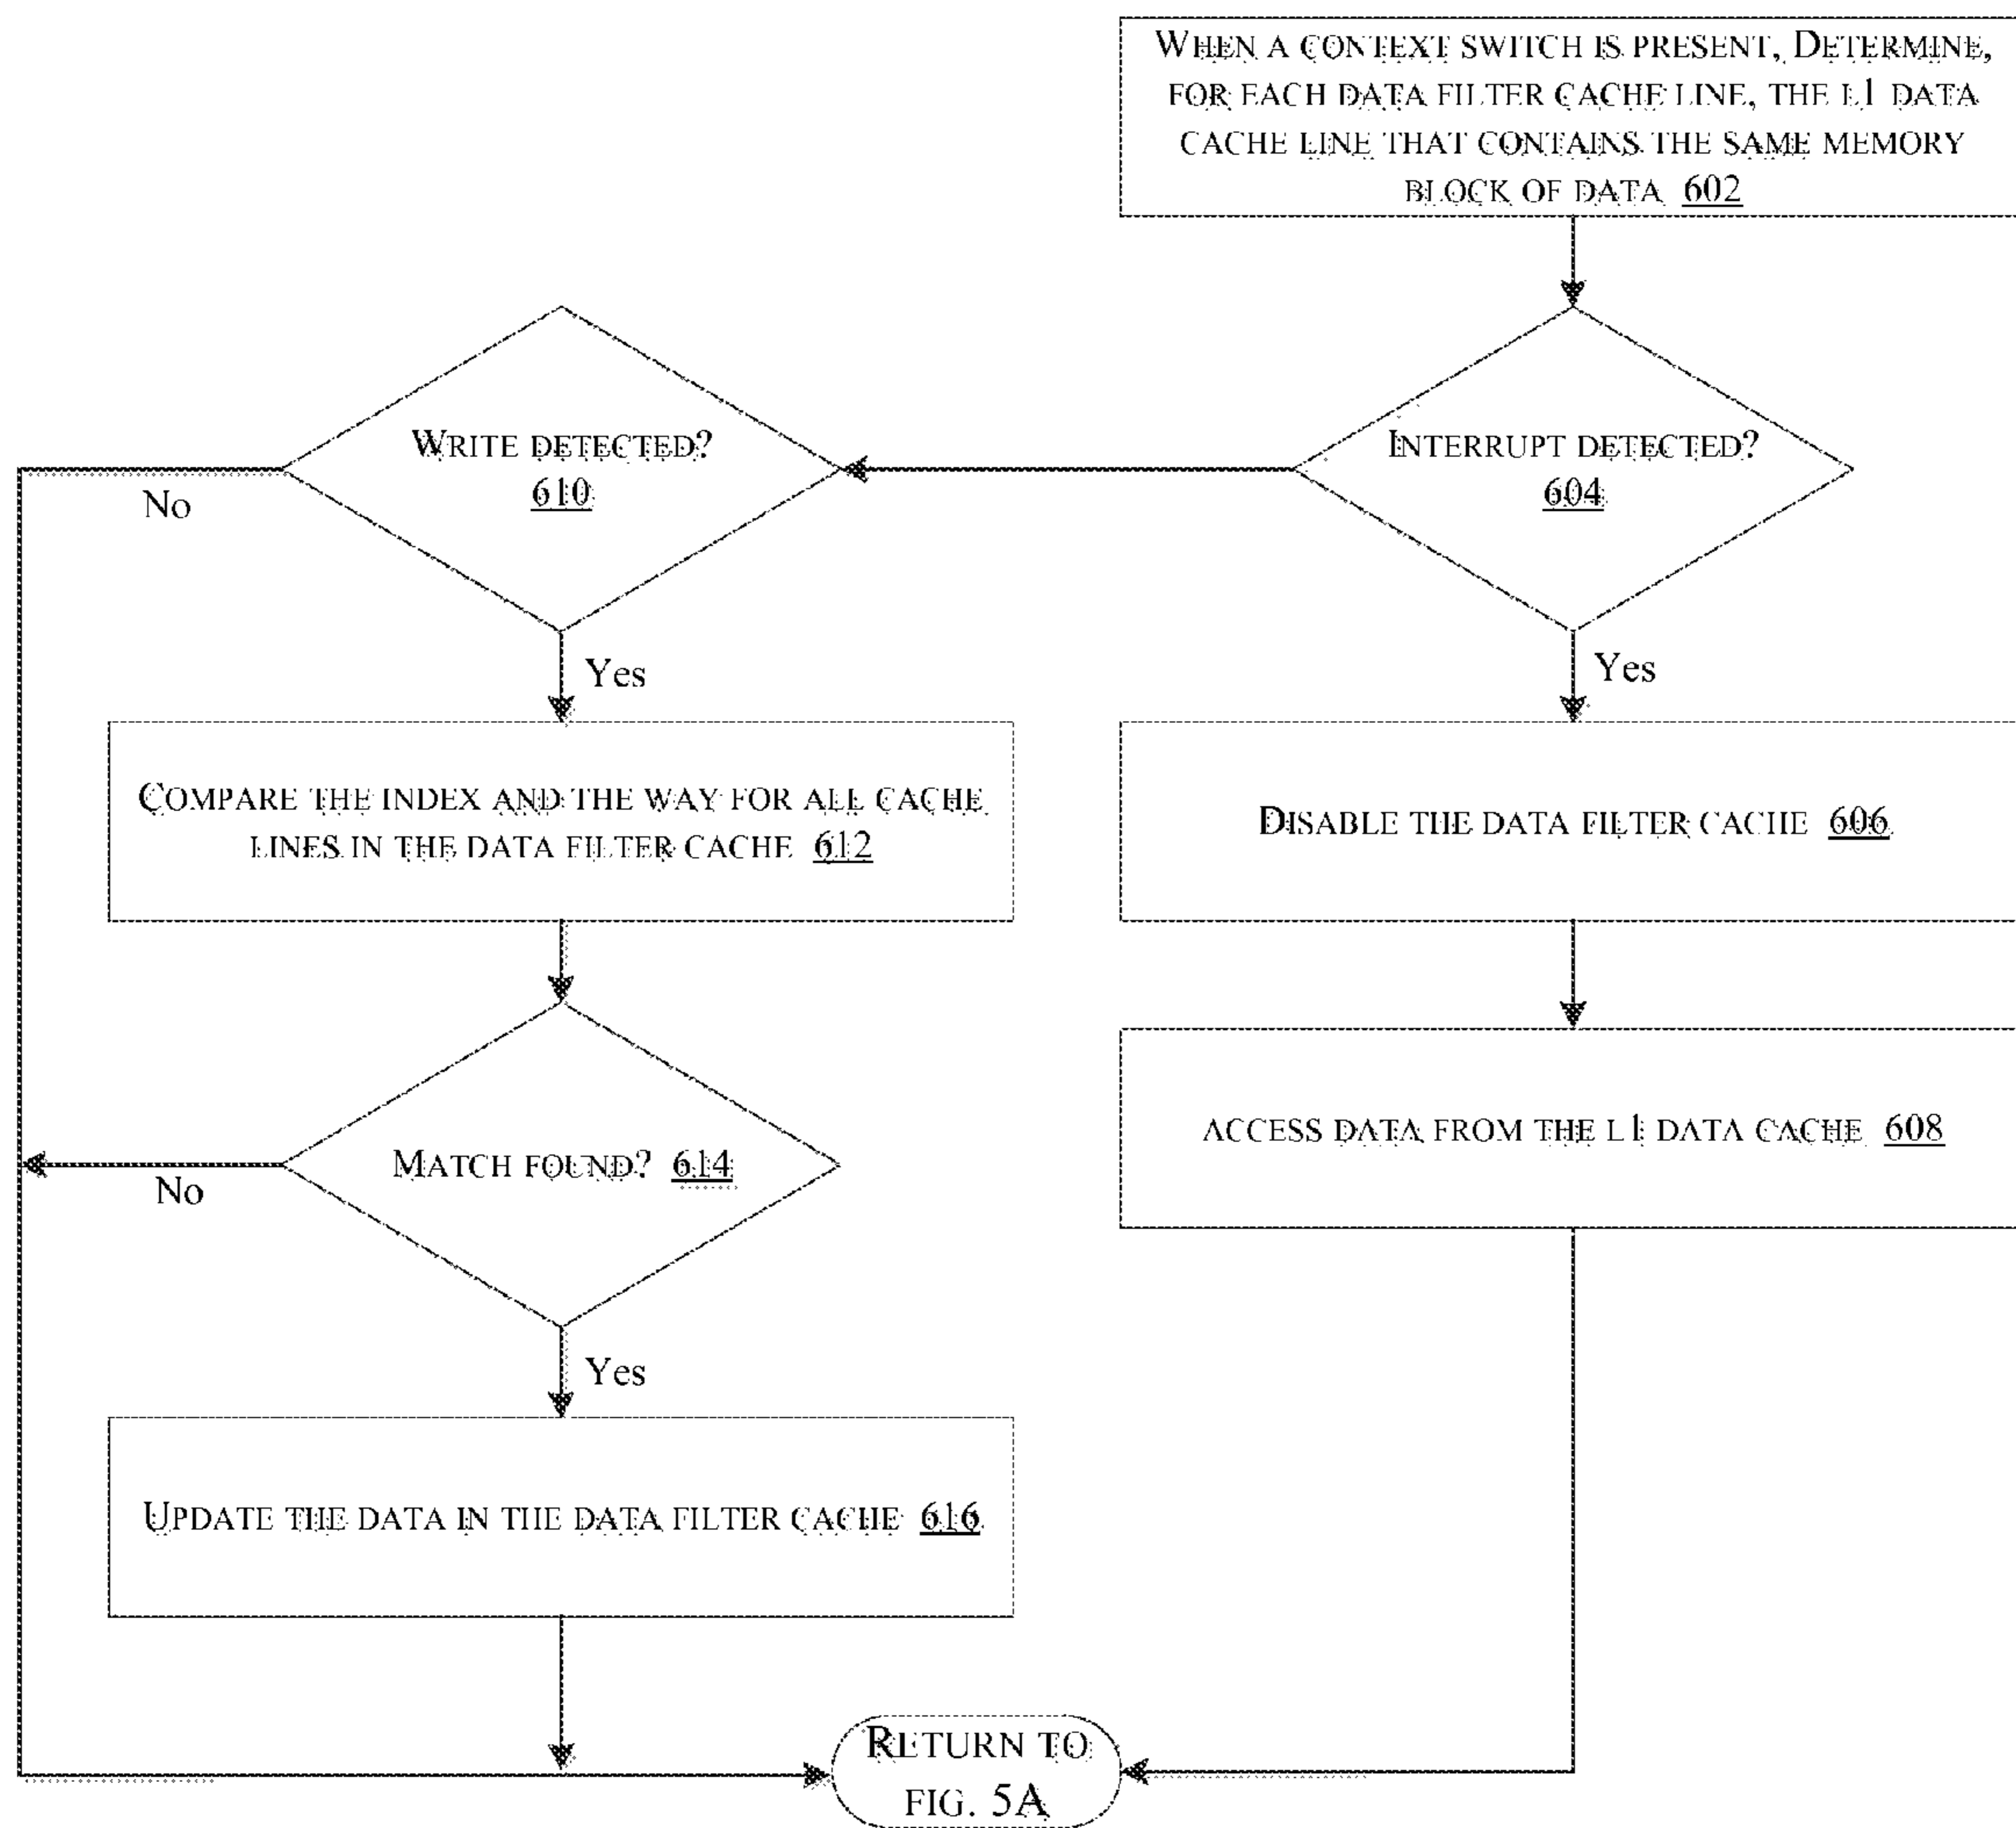 WHEN A CONTEXT SWITCH IS PRESENT, DETERMINE,
FOR EACH DATA FILTER CACHE LINE, THE L1 DATA
CACHE LINE THAT CONTAINS THE SAME MEMORY
BLOCK OF DATA 602
INTERRUPT DETECTED?
604
WRITE DETECTED?
610
No
Yes
Yes
COMPARE THE INDEX AND THE WAY FOR ALL CACHE
LINES IN THE DATA FILTER CACHE 612
DISABLE THE DATA FILTER CACHE 606
ACCESS DATA FROM THE L1 DATA CACHE 608
MATCH FOUND? 614
No
Yes
UPDATE THE DATA IN THE DATA FILTER CACHE 616
RETURN TO
FIG. 5A